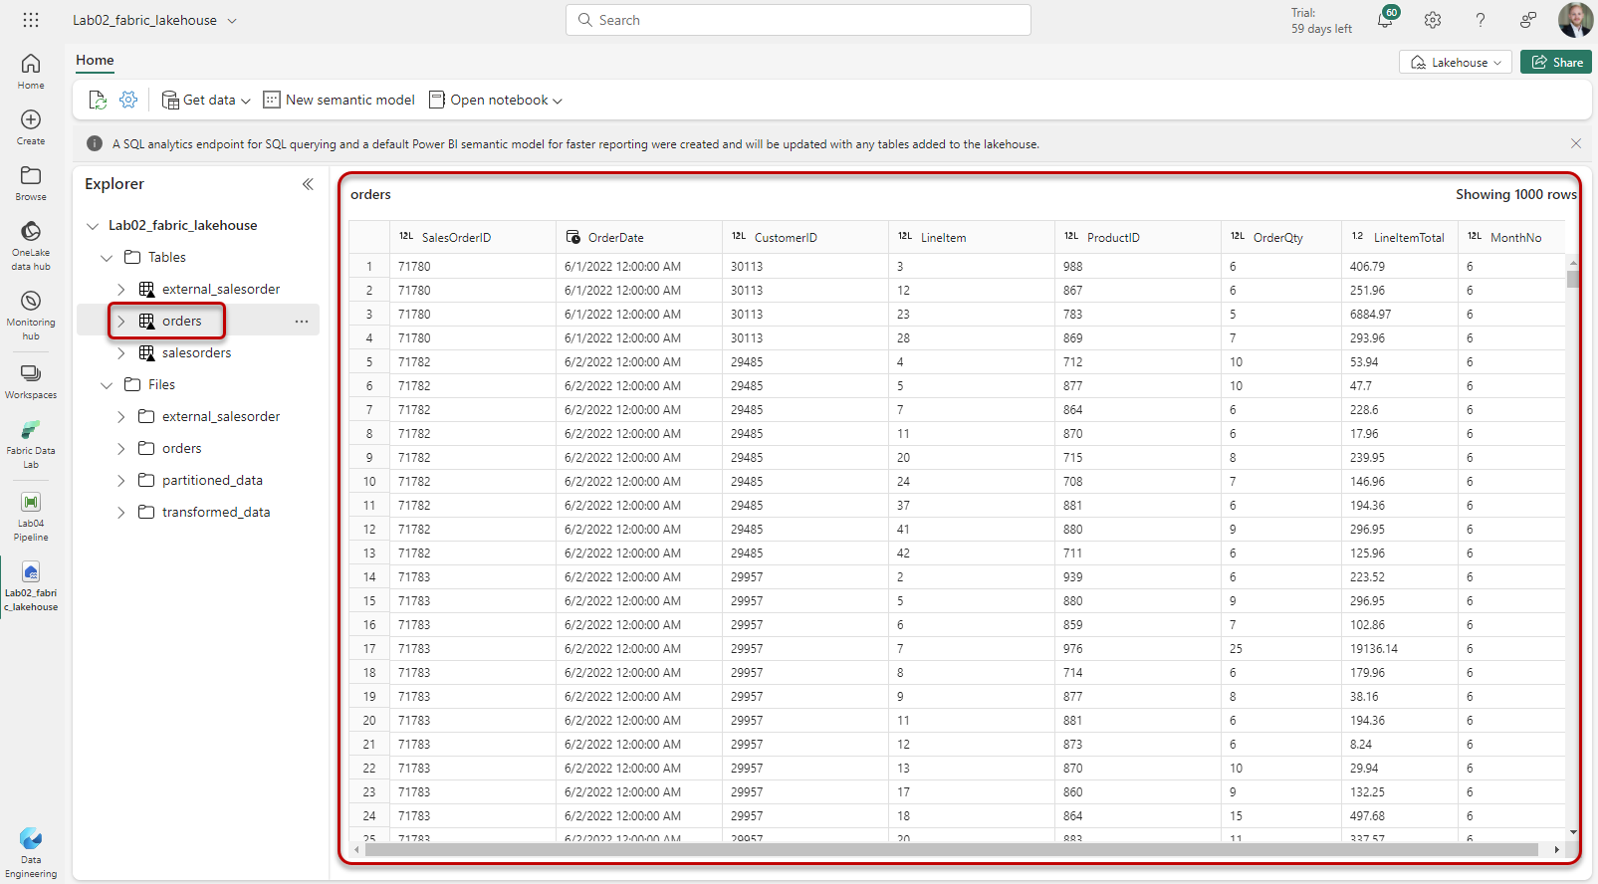 Lab02_fabric_lakehouse
Search
Trial:
59 days left
60
Home
Lakehouse
Share
Get data
New semantic model
Open notebook
A SQL analytics endpoint for SQL querying and a default Power BI semantic model for faster reporting were created and will be updated with any tables added to the lakehouse.
Home
Create
Browse
OneLake
data hub
Monitoring
hub
Workspaces
Fabric Data
Lab
Lab04
Pipeline
Lab02_fabri
c_lakehouse
Data
Engineering
Explorer
Lab02_fabric_lakehouse
Tables
external_salesorder
orders
salesorders
Files
external_salesorder
orders
partitioned_data
transformed_data
orders
Showing 1000 rows
12L SalesOrderID OrderDate 12L CustomerID 12L LineItem 12L ProductID 12L OrderQty 1.2 LineItemTotal 12L MonthNo
1 71780 6/1/2022 12:00:00 AM 30113 3 988 6 406.79 6
2 71780 6/1/2022 12:00:00 AM 30113 12 867 6 251.96 6
3 71780 6/1/2022 12:00:00 AM 30113 23 783 5 6884.97 6
4 71780 6/1/2022 12:00:00 AM 30113 28 869 7 293.96 6
5 71782 6/2/2022 12:00:00 AM 29485 4 712 10 53.94 6
6 71782 6/2/2022 12:00:00 AM 29485 5 877 10 47.7 6
7 71782 6/2/2022 12:00:00 AM 29485 7 864 6 228.6 6
8 71782 6/2/2022 12:00:00 AM 29485 11 870 6 17.96 6
9 71782 6/2/2022 12:00:00 AM 29485 20 715 8 239.95 6
10 71782 6/2/2022 12:00:00 AM 29485 24 708 7 146.96 6
11 71782 6/2/2022 12:00:00 AM 29485 37 881 6 194.36 6
12 71782 6/2/2022 12:00:00 AM 29485 41 880 9 296.95 6
13 71782 6/2/2022 12:00:00 AM 29485 42 711 6 125.96 6
14 71783 6/2/2022 12:00:00 AM 29957 2 939 6 223.52 6
15 71783 6/2/2022 12:00:00 AM 29957 5 880 9 296.95 6
16 71783 6/2/2022 12:00:00 AM 29957 6 859 7 102.86 6
17 71783 6/2/2022 12:00:00 AM 29957 7 976 25 19136.14 6
18 71783 6/2/2022 12:00:00 AM 29957 8 714 6 179.96 6
19 71783 6/2/2022 12:00:00 AM 29957 9 877 8 38.16 6
20 71783 6/2/2022 12:00:00 AM 29957 11 881 6 194.36 6
21 71783 6/2/2022 12:00:00 AM 29957 12 873 6 8.24 6
22 71783 6/2/2022 12:00:00 AM 29957 13 870 10 29.94 6
23 71783 6/2/2022 12:00:00 AM 29957 17 860 9 132.25 6
24 71783 6/2/2022 12:00:00 AM 29957 18 864 15 497.68 6
25 71783 6/2/2022 12:00:00 AM 29957 20 883 11 337.57 6